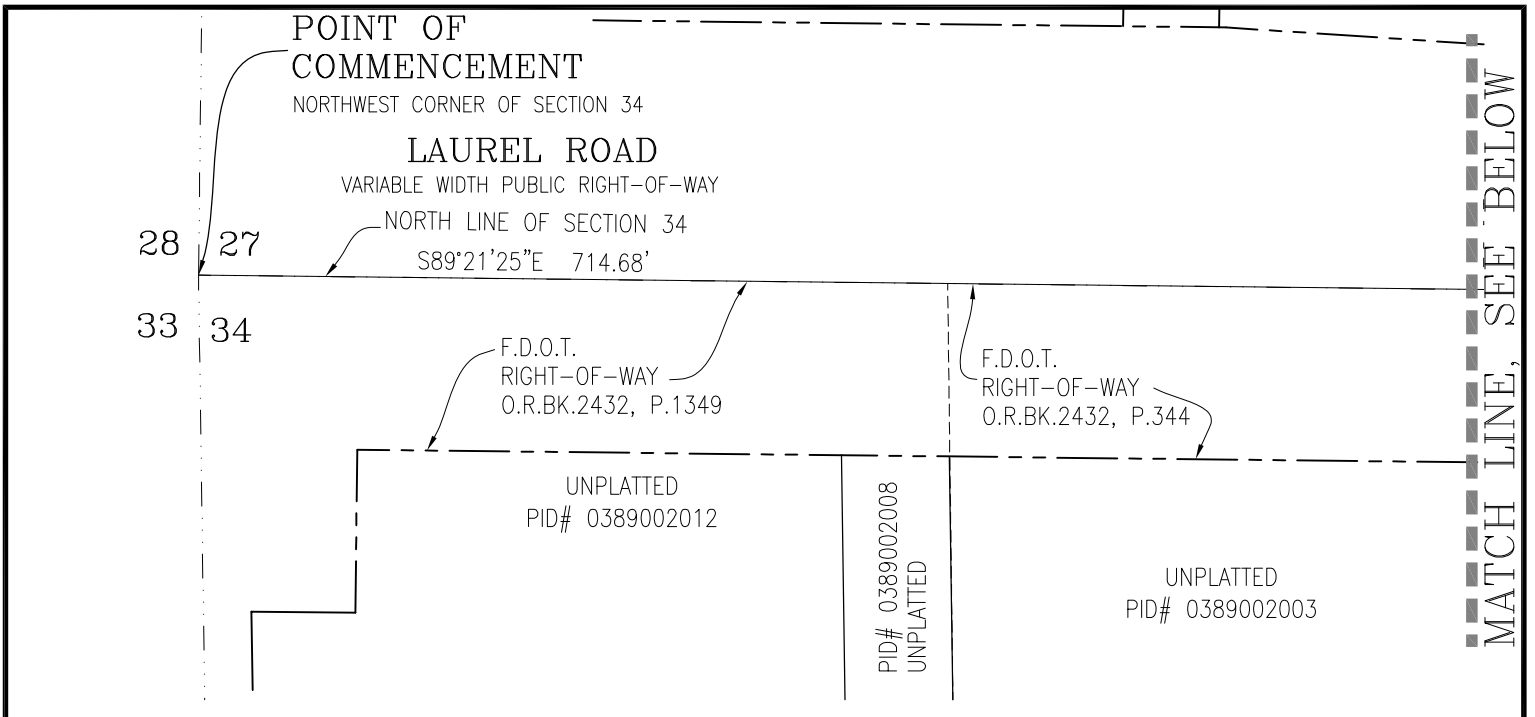 POINT OF
COMMENCEMENT
NORTHWEST CORNER OF SECTION 34
LAUREL ROAD
VARIABLE WIDTH PUBLIC RIGHT-OF-WAY
NORTH LINE OF SECTION 34
28 27
S89°21'25"E 714.68'
33 34
F.D.O.T.
RIGHT-OF-WAY
O.R.BK.2432, P.1349
F.D.O.T.
RIGHT-OF-WAY
O.R.BK.2432, P.344
UNPLATTED
PID# 0389002012
PID# 0389002008
UNPLATTED
UNPLATTED
PID# 0389002003
MATCH LINE, SEE BELOW